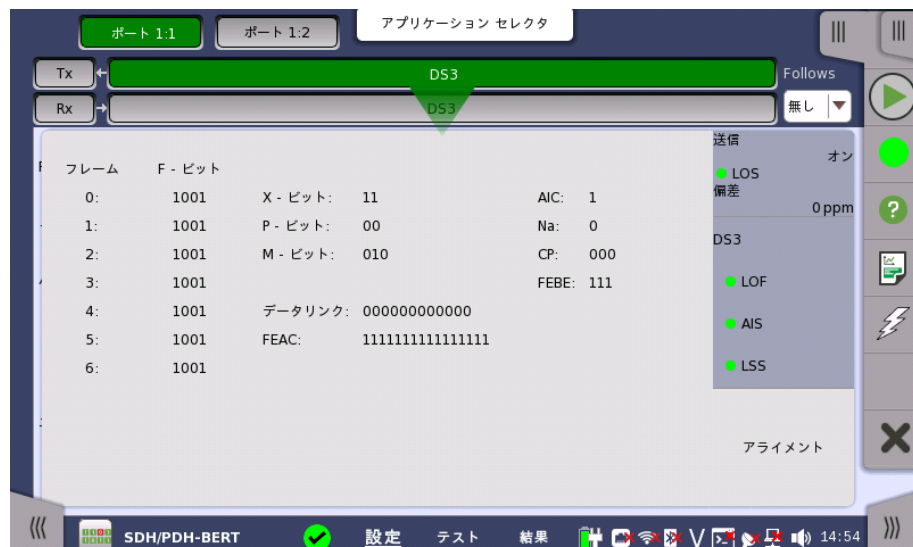 アプリケーション セレクタ
ポート 1:1 ポート 1:2
Tx DS3 Follows
Rx DS3 無し
送信
オン
LOS
偏差
0 ppm
DS3
LOF
AIS
LSS
フレーム F - ビット
0: 1001 X - ビット: 11 AIC: 1
1: 1001 P - ビット: 00 Na: 0
2: 1001 M - ビット: 010 CP: 000
3: 1001 FEBE: 111
4: 1001 データリンク: 000000000000
5: 1001 FEAC: 1111111111111111
6: 1001
アライメント
SDH/PDH-BERT 設定 テスト 結果 14:54